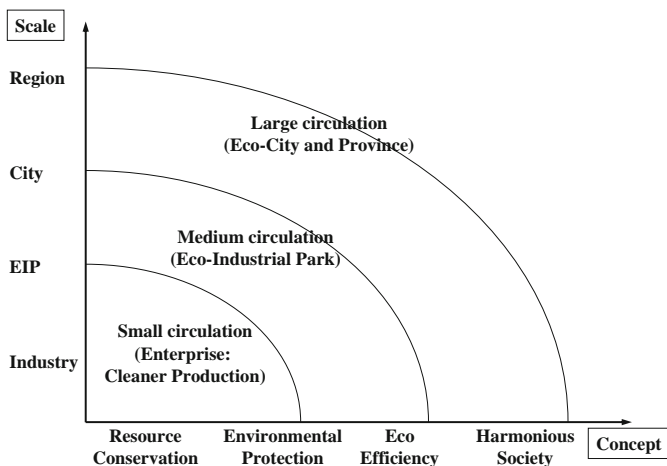 Scale
Region
Large circulation
(Eco-City and Province)
City
Medium circulation
(Eco-Industrial Park)
EIP
Small circulation
(Enterprise:
Cleaner Production)
Industry
Resource
Conservation
Environmental
Protection
Eco
Efficiency
Harmonious
Society
Concept